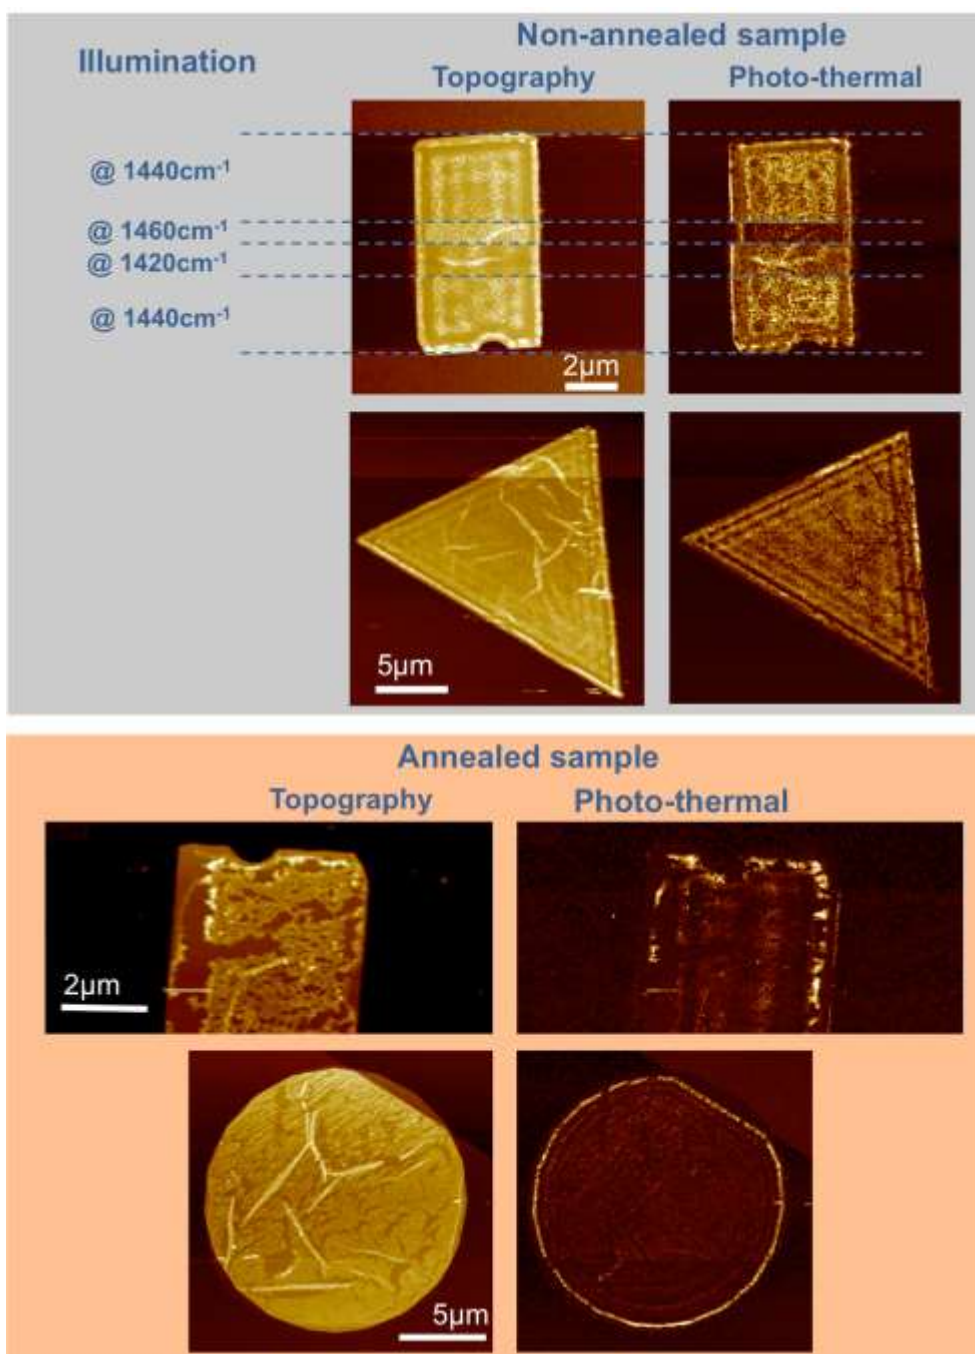 Non-annealed sample
Illumination
Topography
Photo-thermal
@ 1440cm⁻¹
@ 1460cm⁻¹
@ 1420cm⁻¹
@ 1440cm⁻¹
2µm
5µm
Annealed sample
Topography
Photo-thermal
2µm
5µm